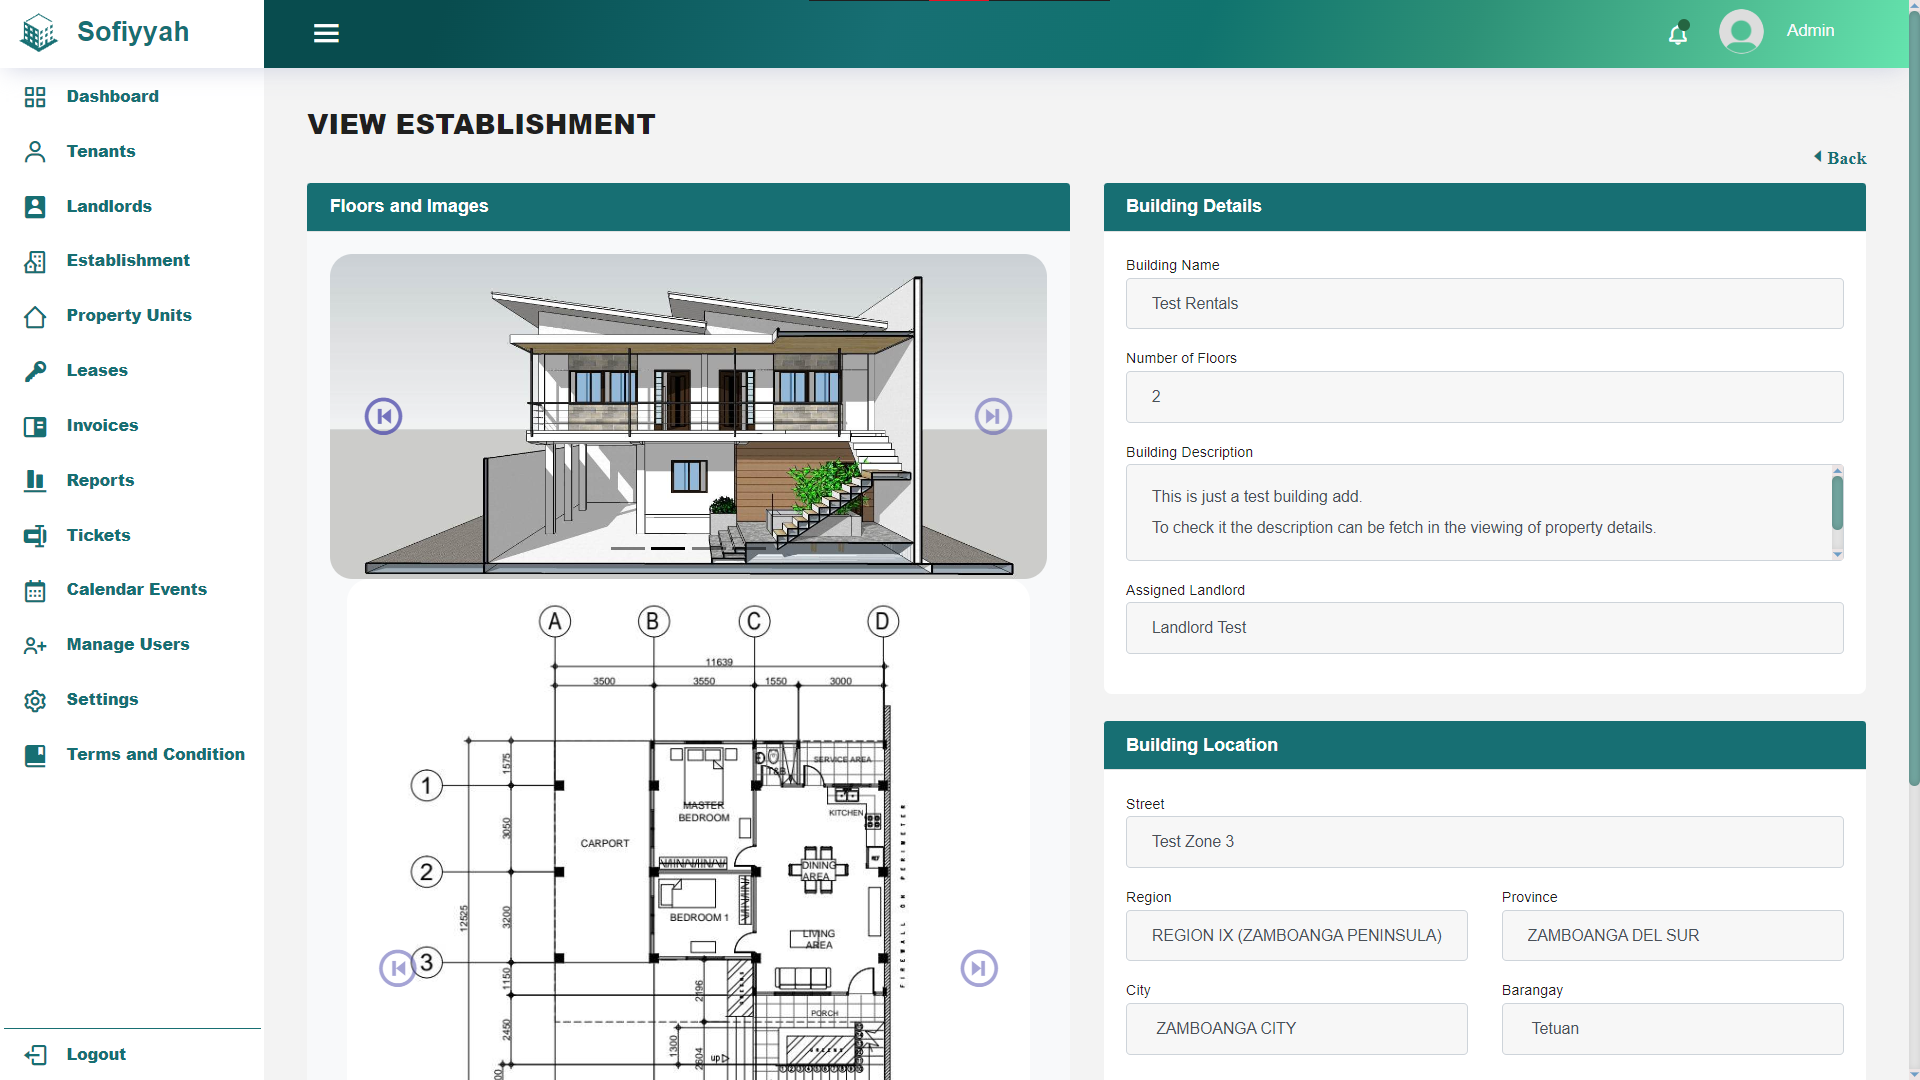 Sofiyyah
Admin
Dashboard
Tenants
Landlords
Establishment
Property Units
Leases
Invoices
Reports
Tickets
Calendar Events
Manage Users
Settings
Terms and Condition
Logout
VIEW ESTABLISHMENT
Back
Floors and Images
A B C D
11639
3500 3550 1550 3000
1575
3050
3200
12525
1150
2450
1
2
3
CARPORT
MASTER
BEDROOM
BEDROOM 1
T&B
SERVICE AREA
KITCHEN
REF
DINING
AREA
LIVING
AREA
PORCH
FIREWALL ON PERIMETER
2196
1300
2604
up
Building Details
Building Name
Test Rentals
Number of Floors
2
Building Description
This is just a test building add.
To check it the description can be fetch in the viewing of property details.
Assigned Landlord
Landlord Test
Building Location
Street
Test Zone 3
Region
REGION IX (ZAMBOANGA PENINSULA)
Province
ZAMBOANGA DEL SUR
City
ZAMBOANGA CITY
Barangay
Tetuan